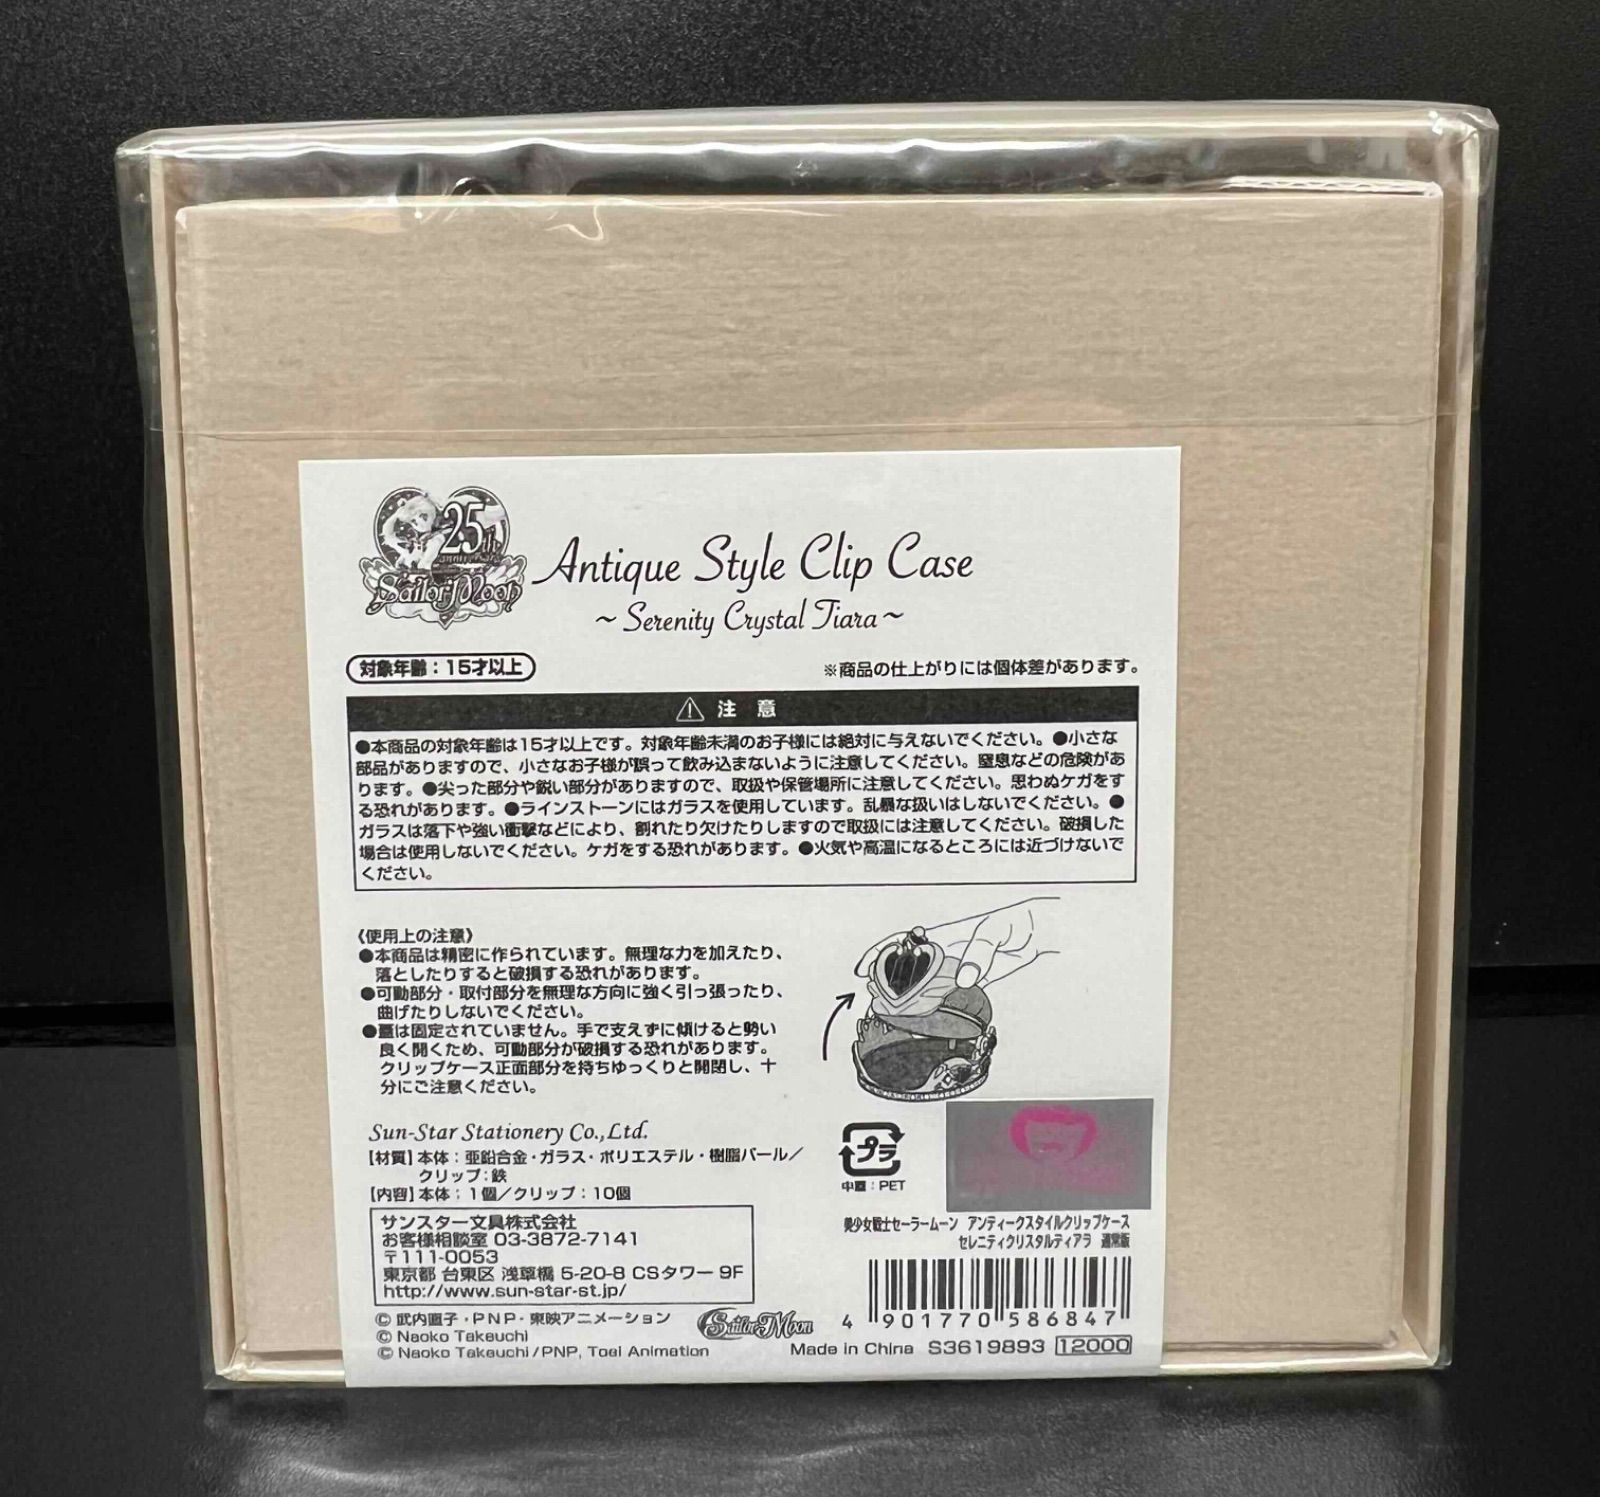 25th
anniversary
Sailor Moon
Antique Style Clip Case
~Serenity Crystal Tiara~
対象年齢：15才以上
※商品の仕上がりには個体差があります。
注 意
●本商品の対象年齢は15才以上です。対象年齢未満のお子様には絶対に与えないでください。●小さな
部品がありますので、小さなお子様が誤って飲み込まないように注意してください。窒息などの危険があ
ります。●尖った部分や鋭い部分がありますので、取扱や保管場所に注意してください。思わぬケガをす
る恐れがあります。●ラインストーンにはガラスを使用しています。乱暴な扱いはしないでください。●
ガラスは落下や強い衝撃などにより、割れたり欠けたりしますので取扱には注意してください。破損した
場合は使用しないでください。ケガをする恐れがあります。●火気や高温になるところには近づけないで
ください。
《使用上の注意》
●本商品は精密に作られています。無理な力を加えたり、
落としたりすると破損する恐れがあります。
●可動部分・取付部分を無理な方向に強く引っ張ったり、
曲げたりしないでください。
●蓋は固定されていません。手で支えずに傾けると勢い
良く開くため、可動部分が破損する恐れがあります。
クリップケース正面部分を持ちゆっくりと開閉し、十
分にご注意ください。
Sun-Star Stationery Co.,Ltd.
【材質】本体：亜鉛合金・ガラス・ポリエステル・樹脂パール／
クリップ：鉄
【内容】本体：1個／クリップ：10個
サンスター文具株式会社
お客様相談室 03-3872-7141
〒111-0053
東京都 台東区 浅草橋 5-20-8 CSタワー 9F
http://www.sun-star-st.jp/
© 武内直子・PNP・東映アニメーション
© Naoko Takeuchi
© Naoko Takeuchi/PNP, Toei Animation
Sailor Moon
プラ
中蓋：PET
美少女戦士セーラームーン アンティークスタイルクリップケース
セレニティクリスタルティアラ 通常版
4 901770 586847
Made in China S3619893 12000